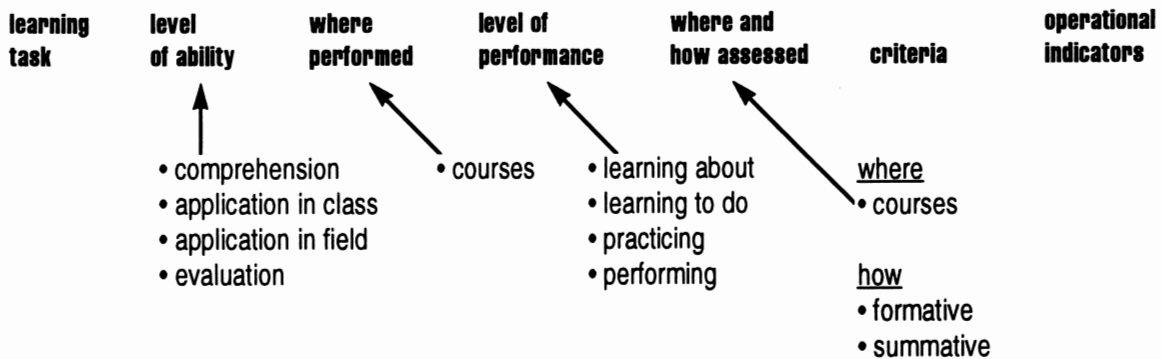 learning task
level of ability
where performed
level of performance
where and how assessed
criteria
operational indicators
• comprehension
• application in class
• application in field
• evaluation
• courses
• learning about
• learning to do
• practicing
• performing
where
• courses
how
• formative
• summative